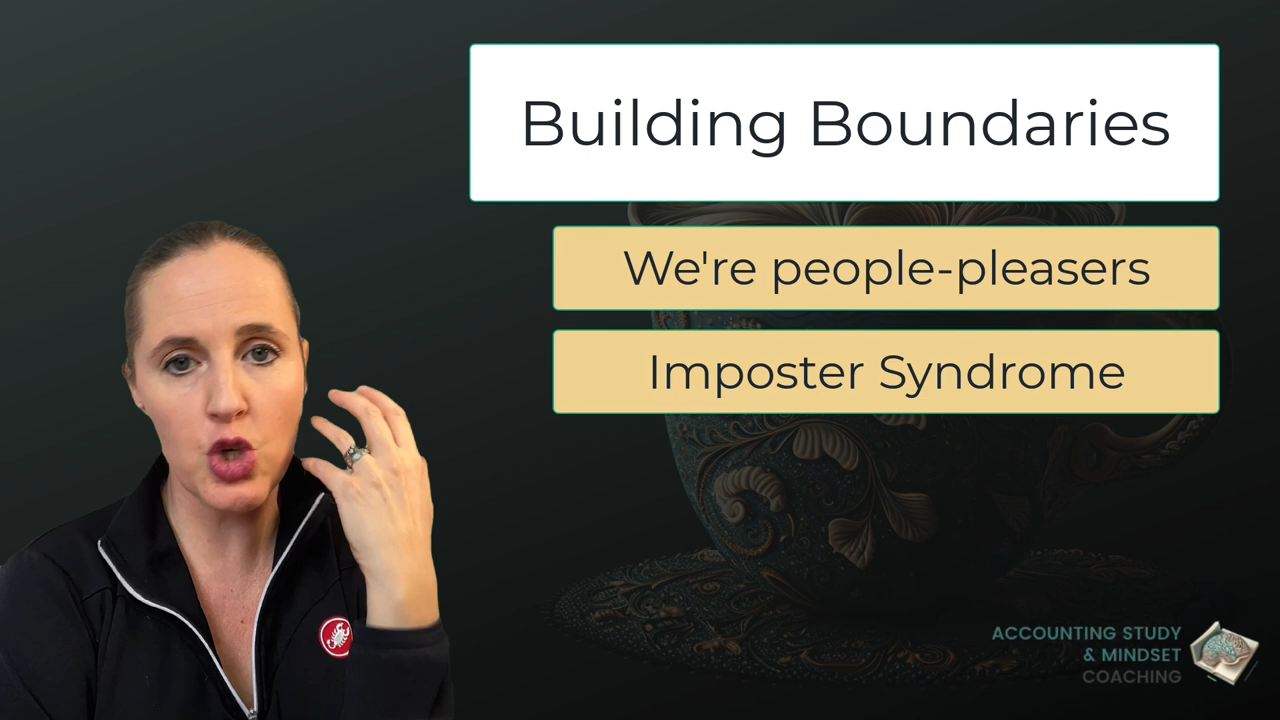 Building Boundaries
We're people-pleasers
Imposter Syndrome
ACCOUNTING STUDY
& MINDSET
COACHING